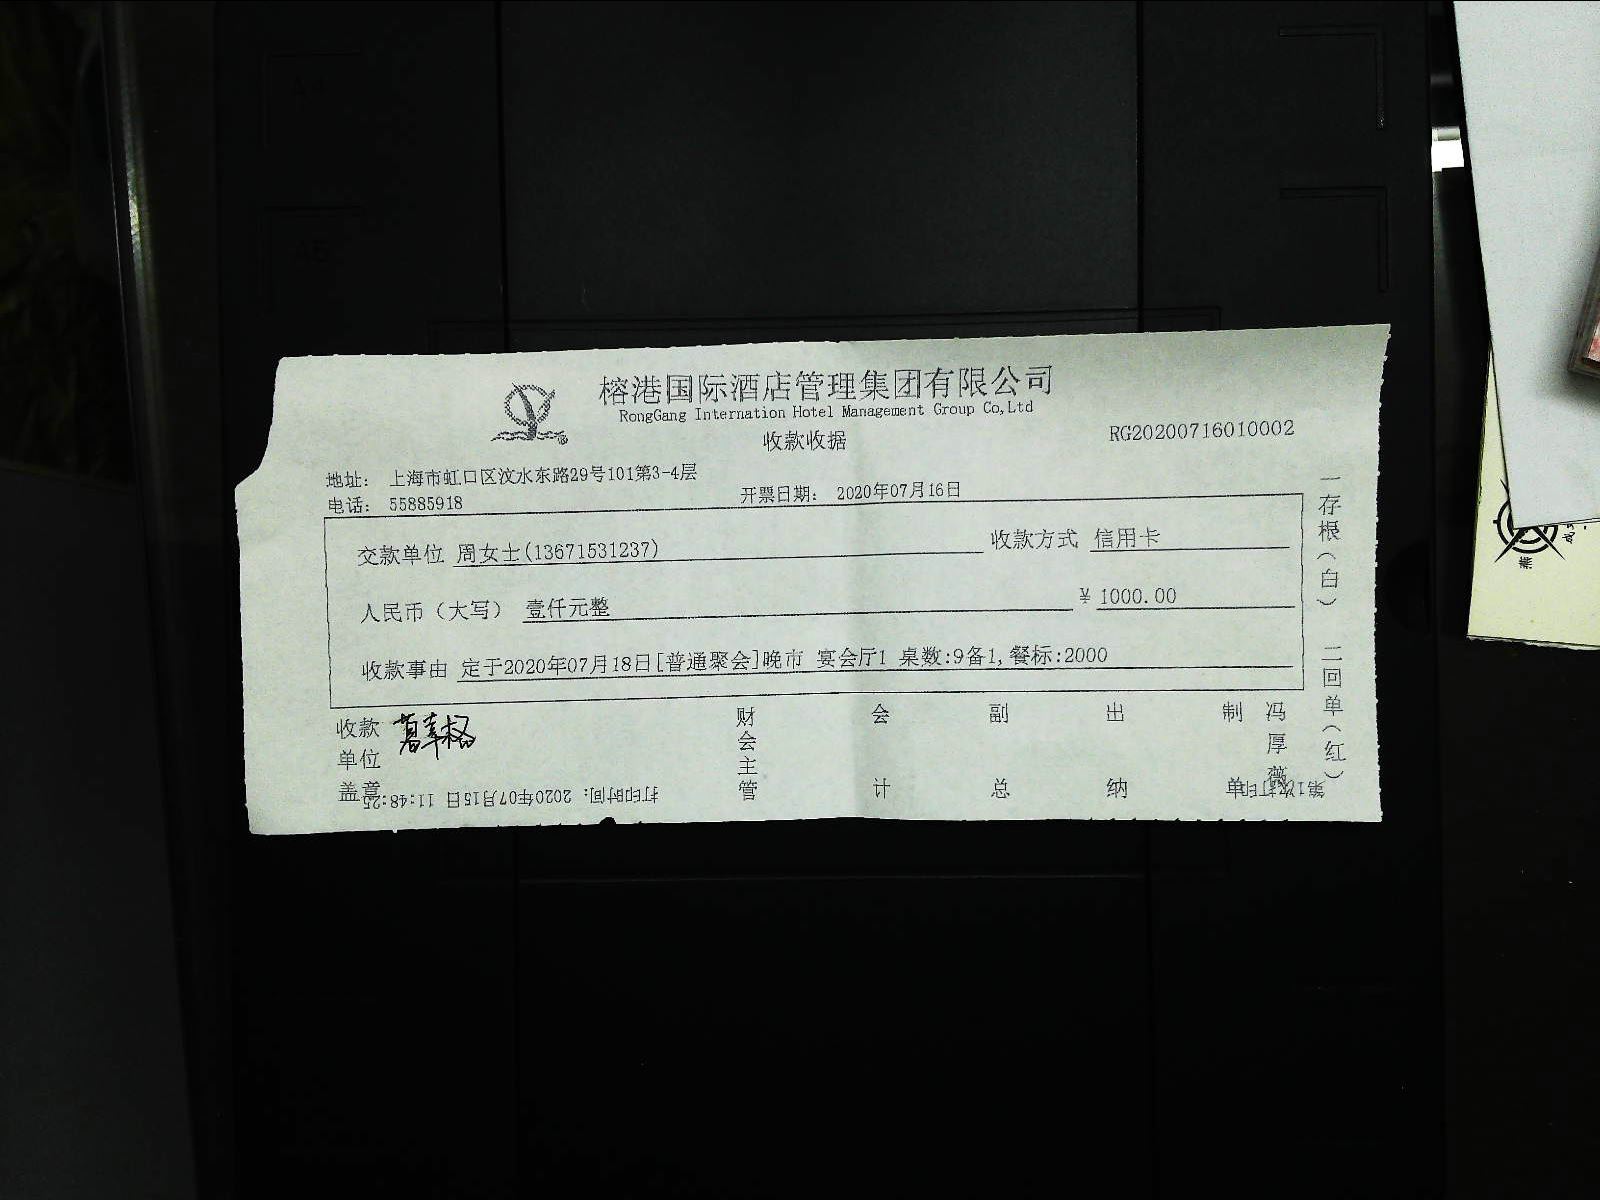 榕港国际酒店管理集团有限公司
RongGang Internation Hotel Management Group Co,Ltd
收款收据
RG20200716010002
地址： 上海市虹口区汶水东路29号101第3-4层
电话： 55885918
开票日期： 2020年07月16日
交款单位 周女士(13671531237)
收款方式 信用卡
人民币（大写） 壹仟元整
￥ 1000.00
收款事由 定于2020年07月18日[普通聚会]晚市 宴会厅1 桌数:9备1,餐标:2000
收款单位盖章
财会主管
会计
副总
出纳
制单
冯厚薇
一存根（白） 二回单（红）
打印时间：2020年07月15日 11:48:25
第1次打印
A5